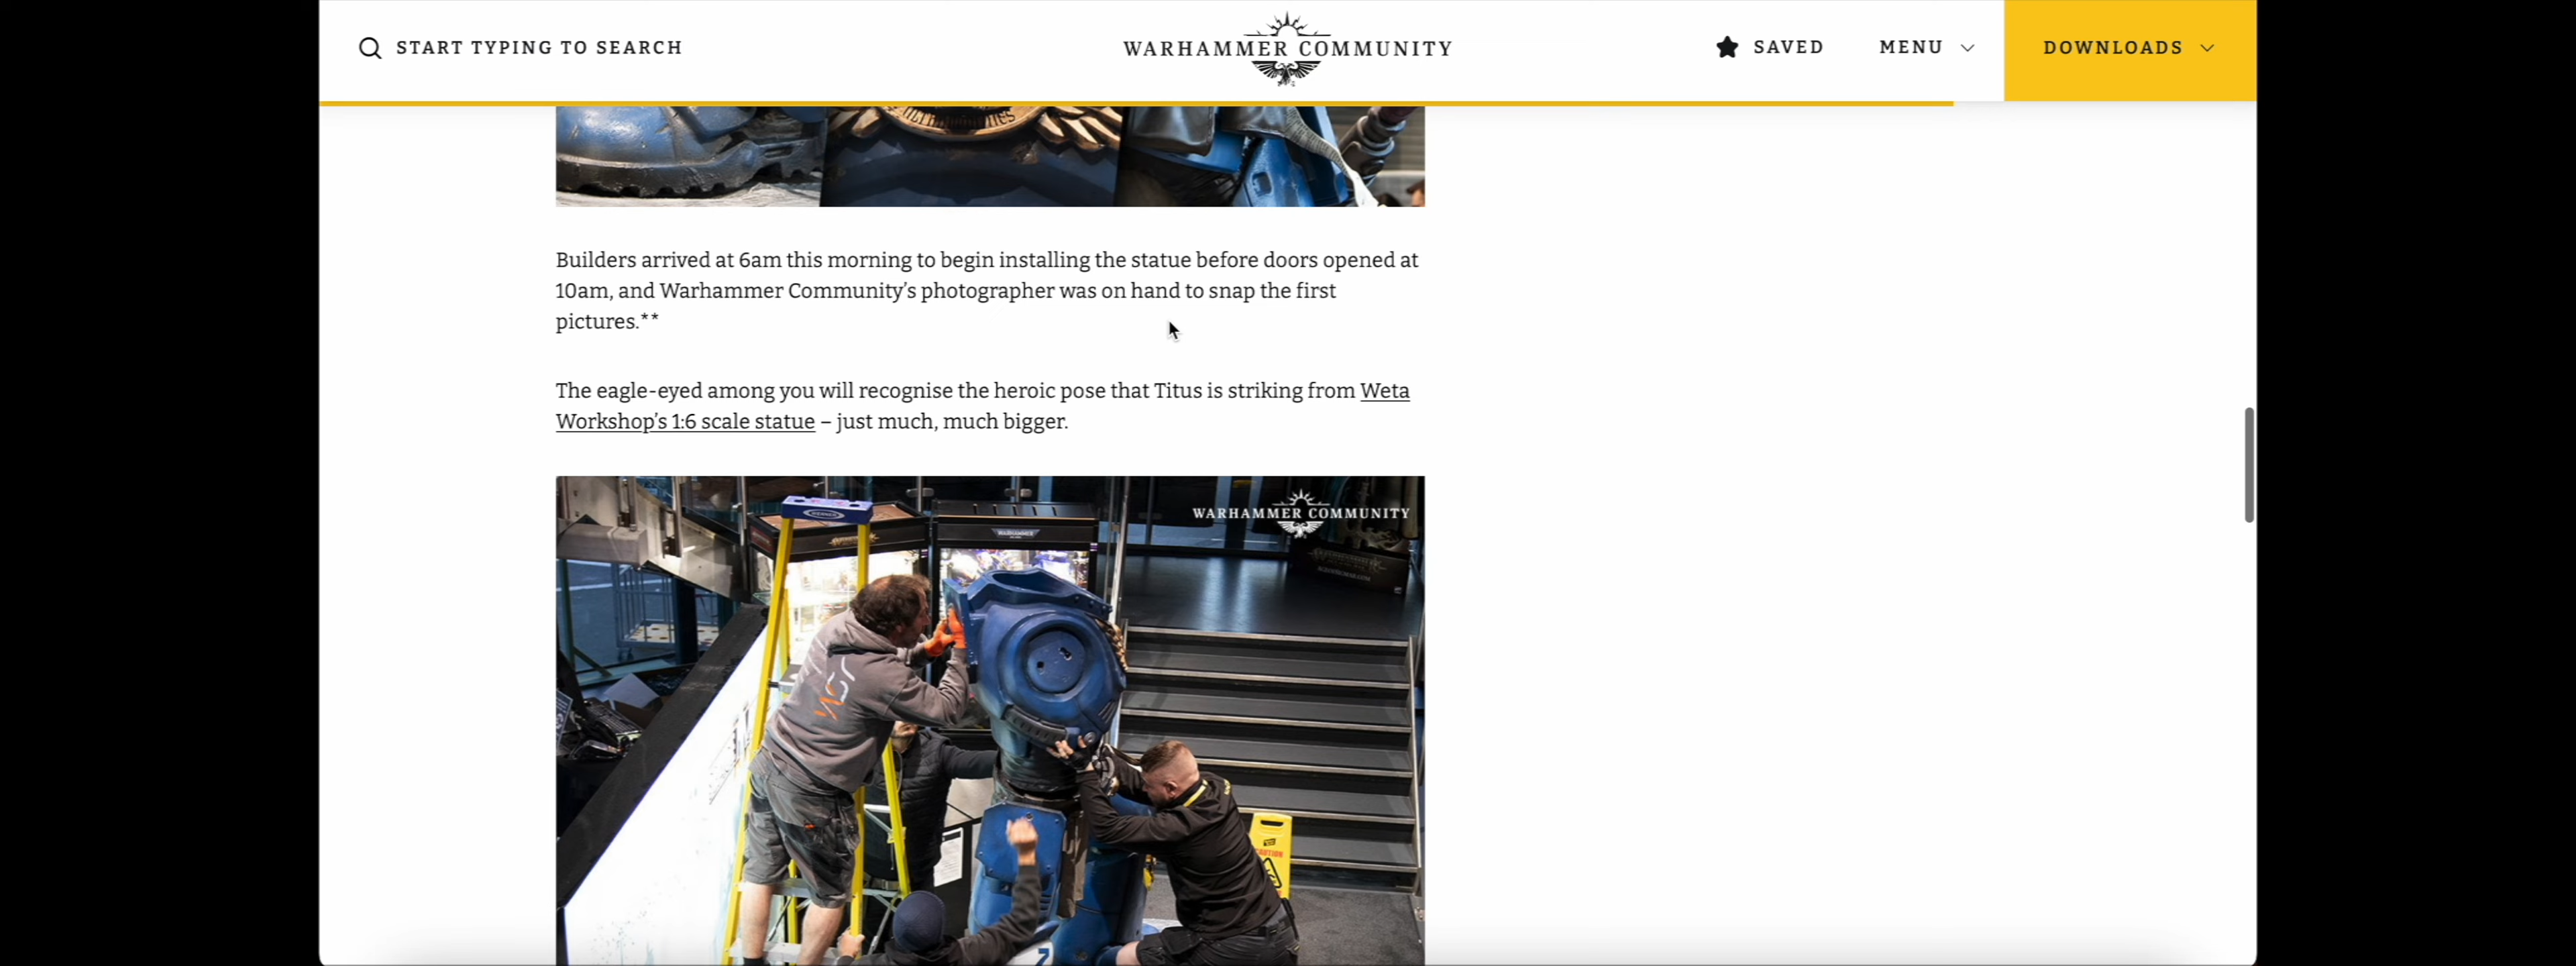 START TYPING TO SEARCH
WARHAMMER COMMUNITY
SAVED
MENU
DOWNLOADS
Builders arrived at 6am this morning to begin installing the statue before doors opened at
10am, and Warhammer Community’s photographer was on hand to snap the first
pictures.**
The eagle-eyed among you will recognise the heroic pose that Titus is striking from Weta
Workshop’s 1:6 scale statue – just much, much bigger.
WARHAMMER COMMUNITY
WARHAMMER
CAUTION